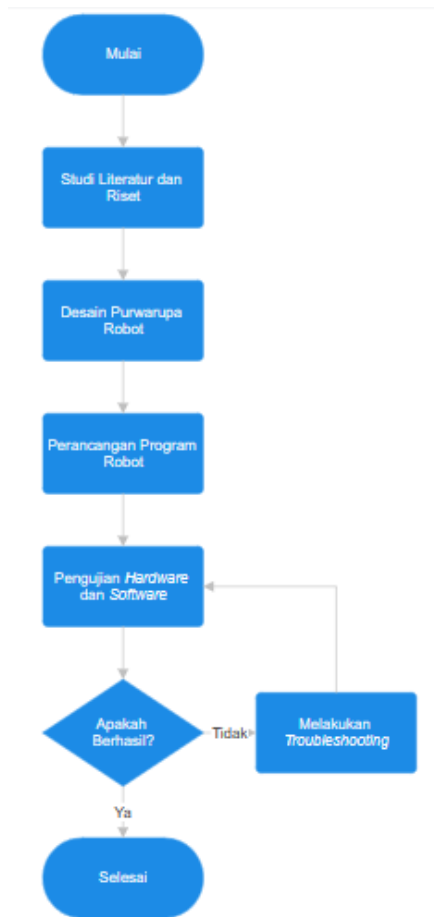 Mulai
Studi Literatur dan
Riset
Desain Purwarupa
Robot
Perancangan Program
Robot
Pengujian Hardware
dan Software
Apakah
Berhasil?
Tidak
Melakukan
Troubleshooting
Ya
Selesai